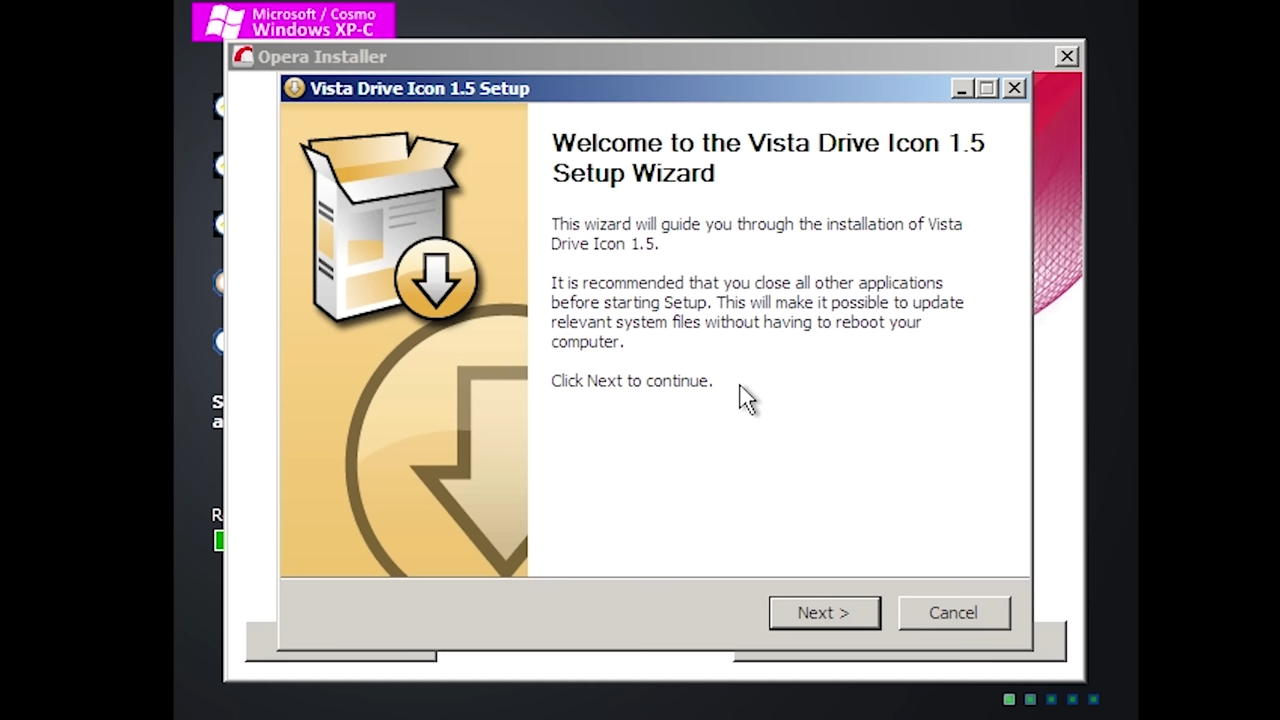 Microsoft / Cosmo
Windows XP-C
Opera Installer
Vista Drive Icon 1.5 Setup
Welcome to the Vista Drive Icon 1.5
Setup Wizard
This wizard will guide you through the installation of Vista
Drive Icon 1.5.
It is recommended that you close all other applications
before starting Setup. This will make it possible to update
relevant system files without having to reboot your
computer.
Click Next to continue.
Next >
Cancel